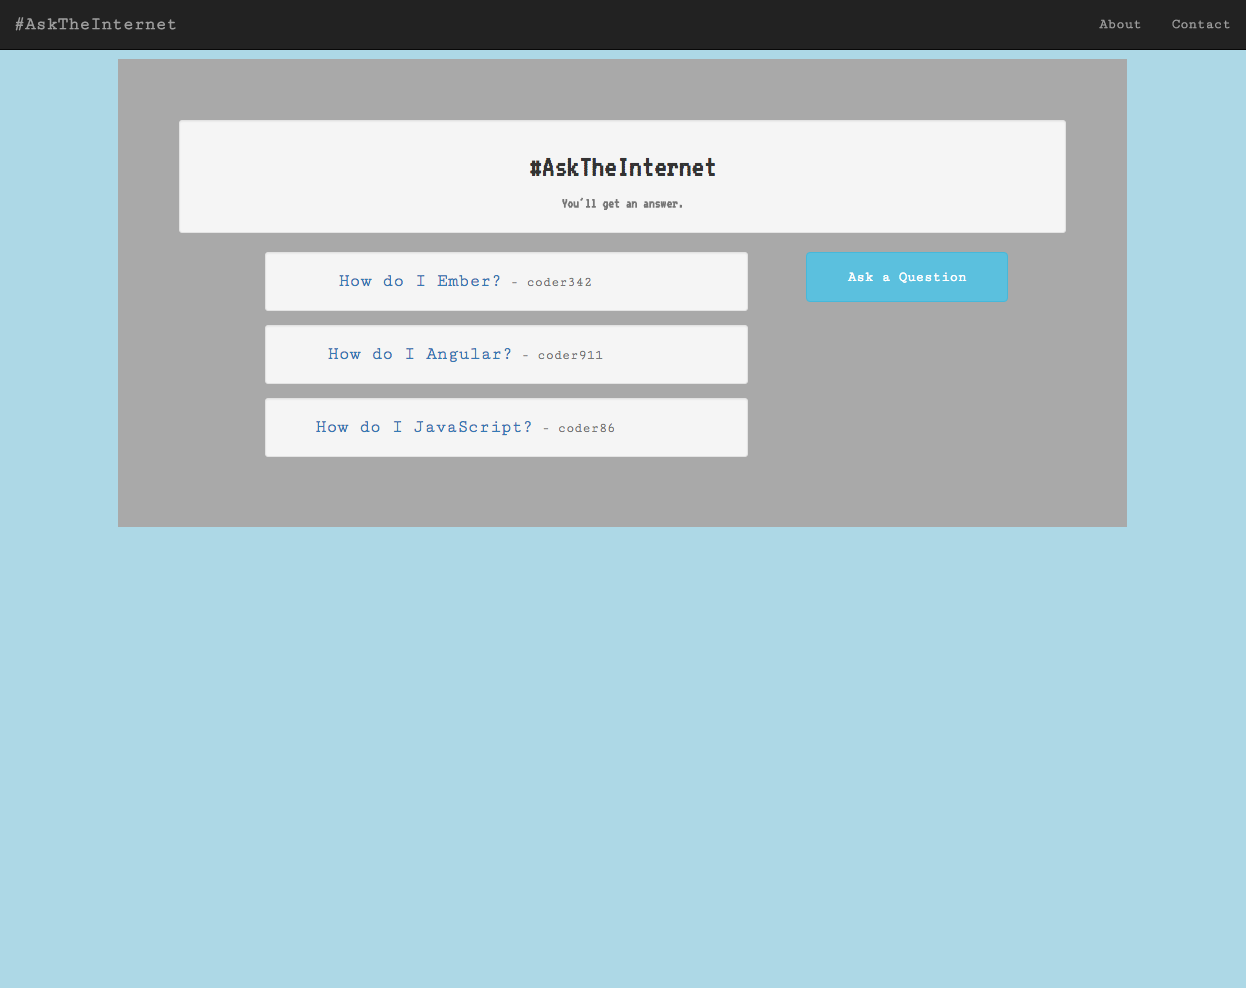 #AskTheInternet About Contact
#AskTheInternet
You'll get an answer.
How do I Ember? - coder342
Ask a Question
How do I Angular? - coder911
How do I JavaScript? - coder86